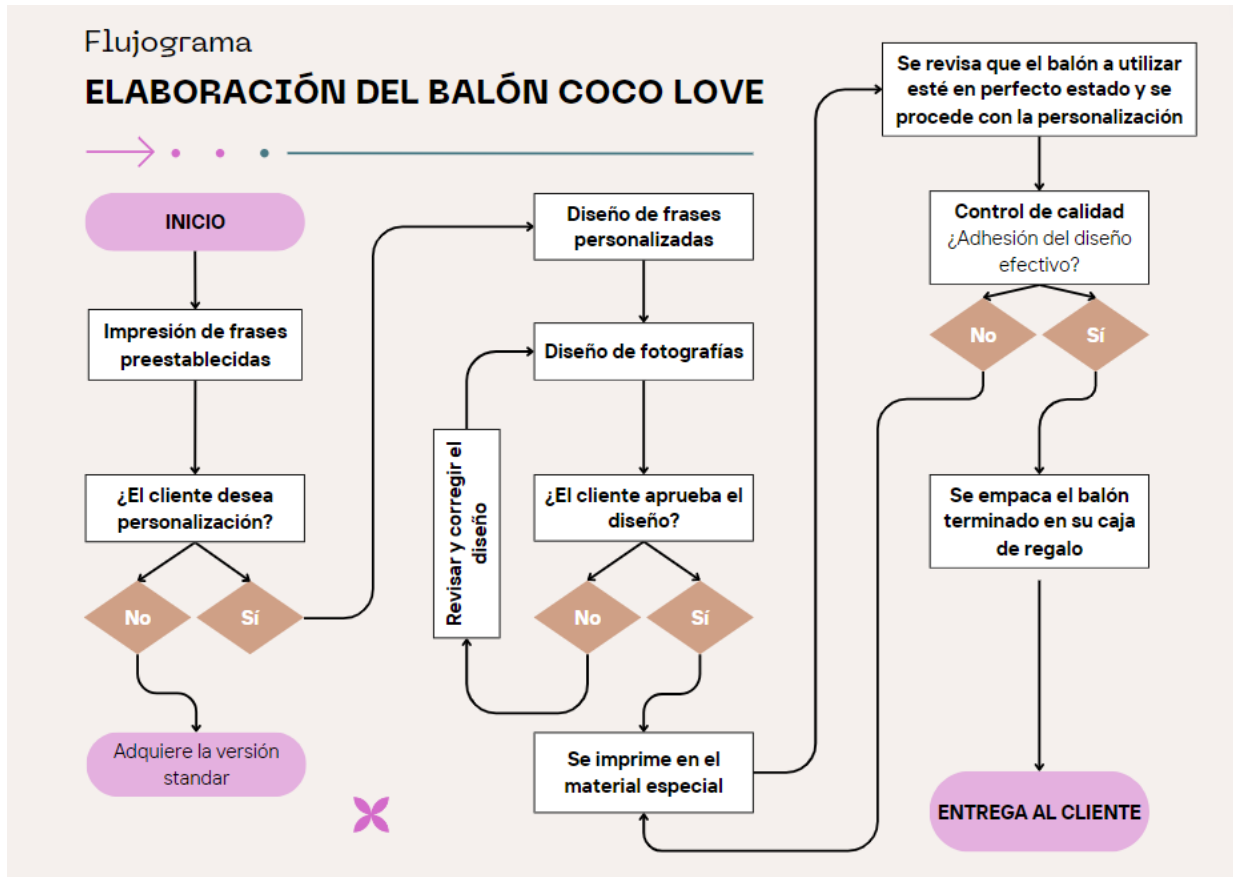 Flujograma
ELABORACIÓN DEL BALÓN COCO LOVE
INICIO
Impresión de frases
preestablecidas
¿El cliente desea
personalización?
No
Sí
Adquiere la versión
standar
Diseño de frases
personalizadas
Diseño de fotografías
Revisar y corregir el
diseño
¿El cliente aprueba el
diseño?
No
Sí
Se imprime en el
material especial
Se revisa que el balón a utilizar
esté en perfecto estado y se
procede con la personalización
Control de calidad
¿Adhesión del diseño
efectivo?
No
Sí
Se empaca el balón
terminado en su caja
de regalo
ENTREGA AL CLIENTE